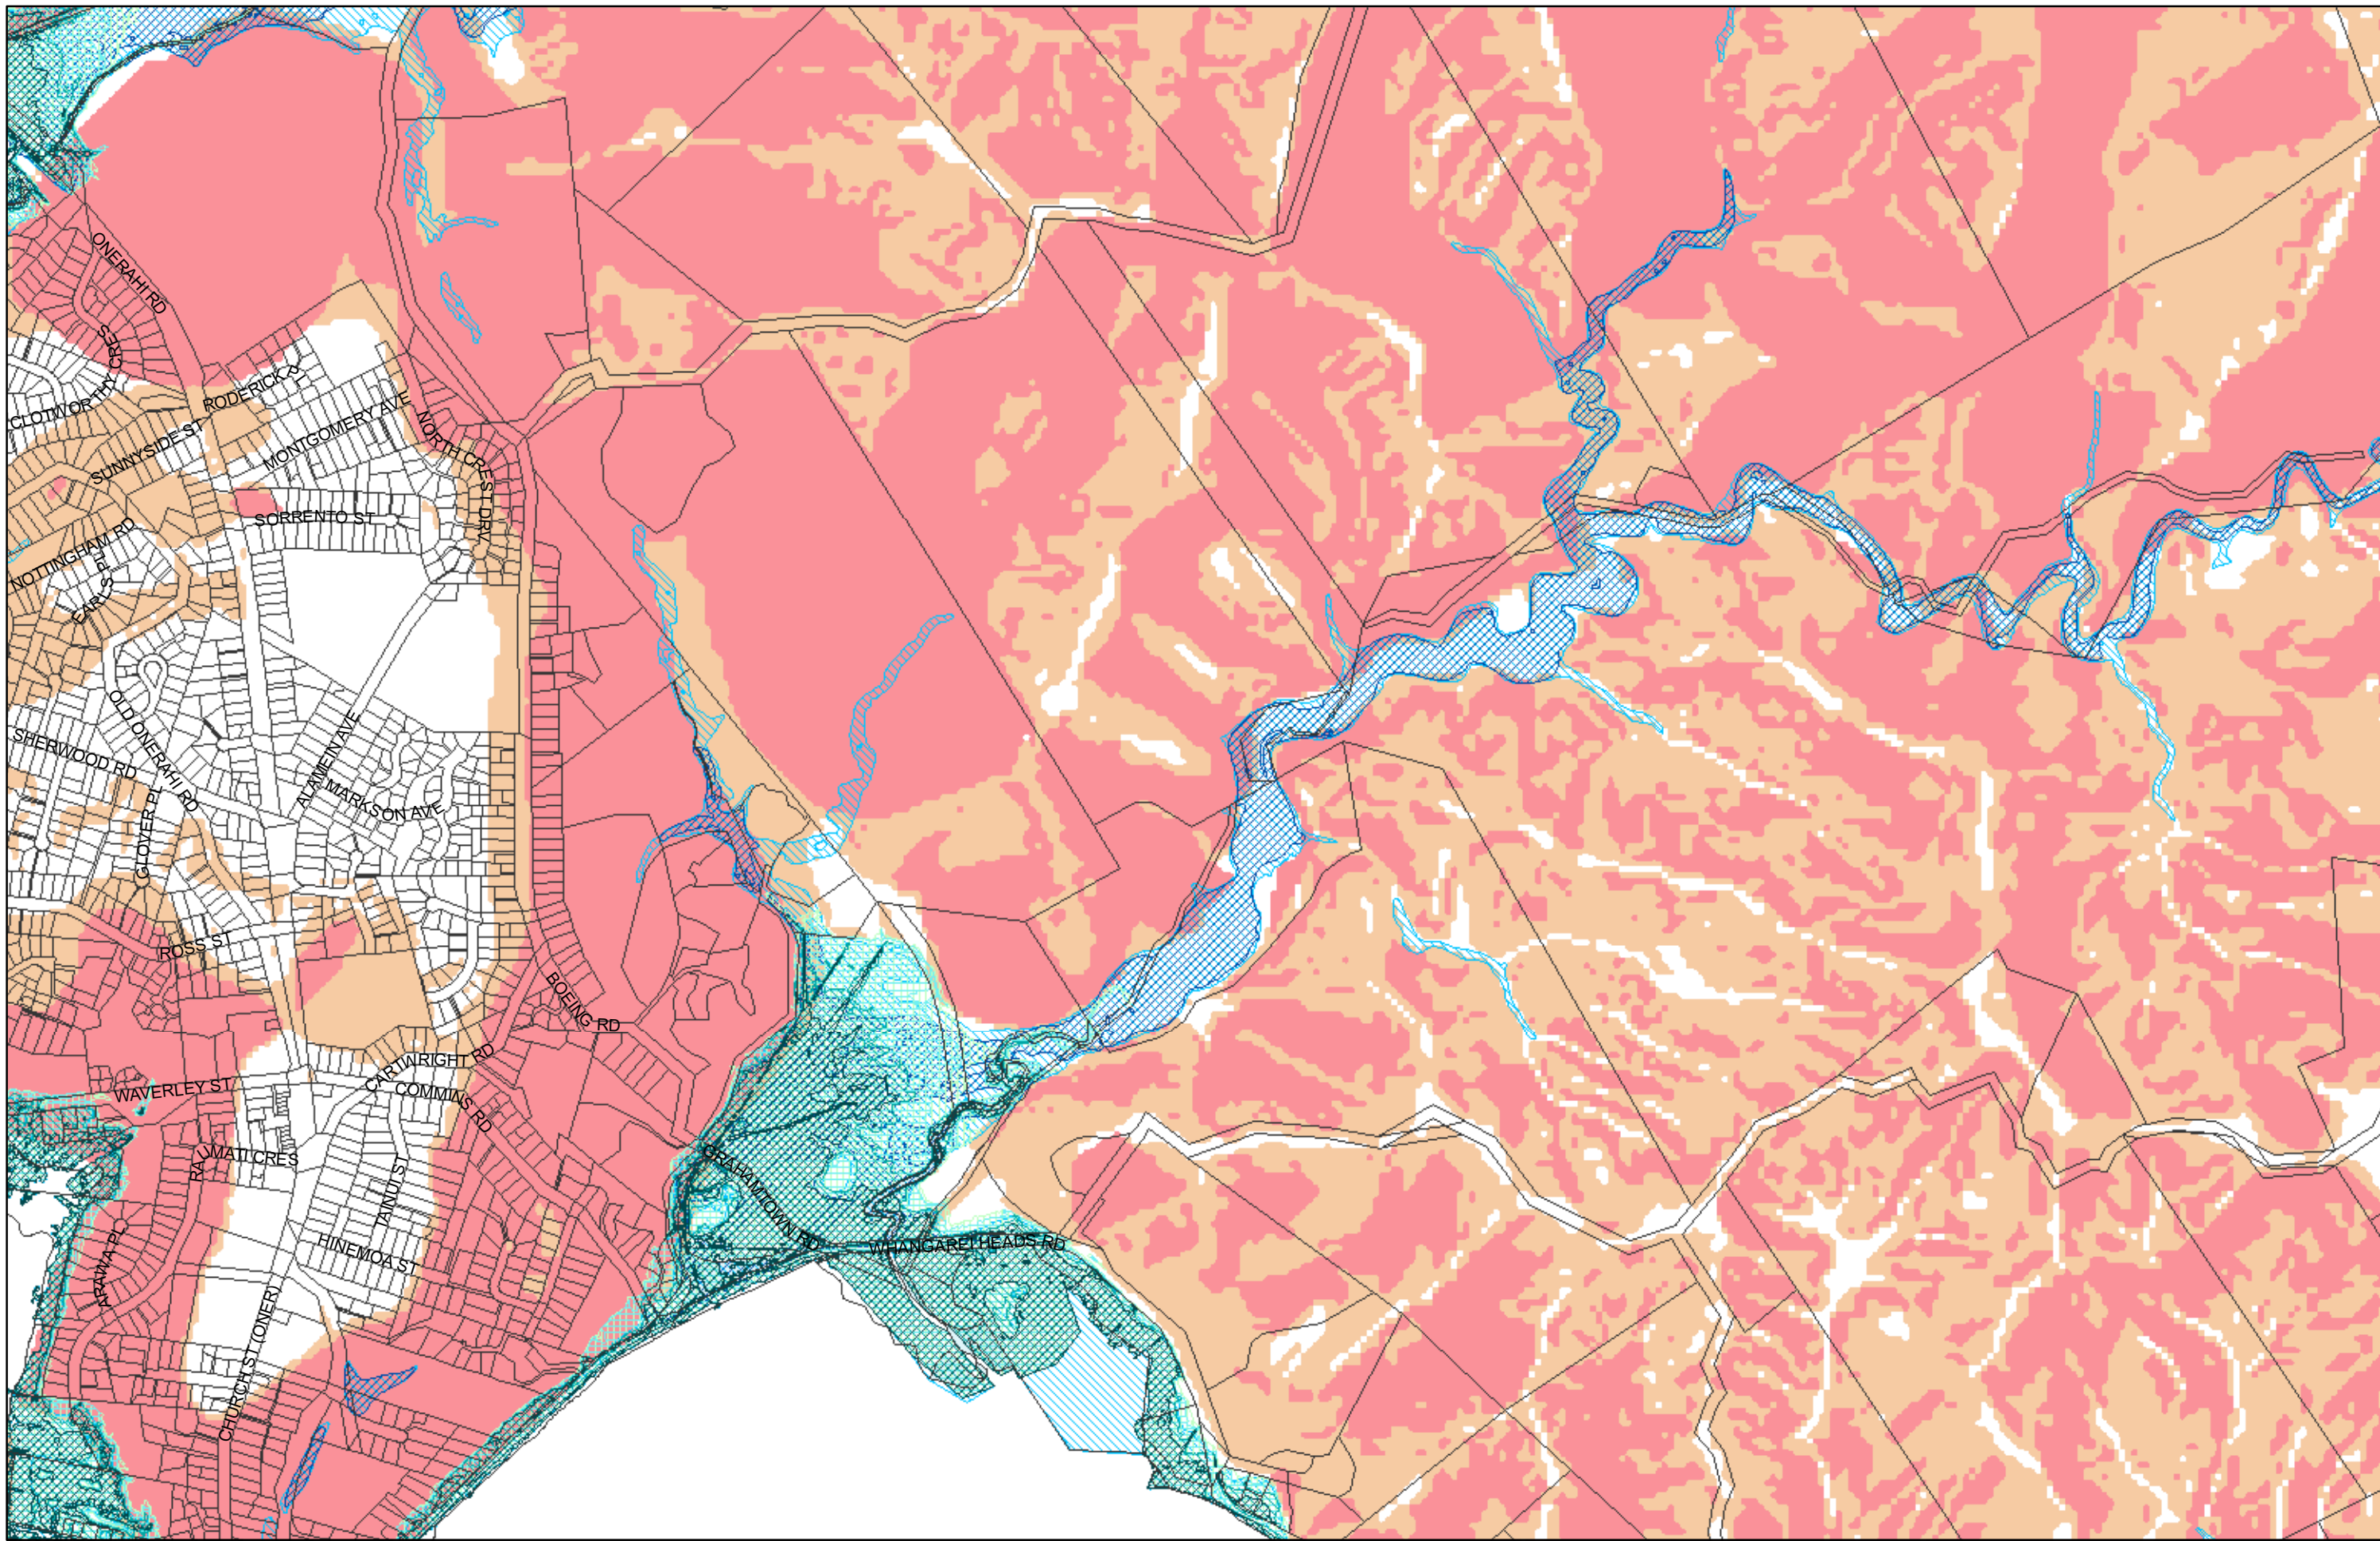 ONERAHI RD
CLOTWORTHY CRES
RODERICK PL
SUNNYSIDE ST
MONTGOMERY AVE
NORTH CREST DRV
SORRENTO ST
NOTTINGHAM RD
EARLS PL
OLD ONERAHI RD
SHERWOOD RD
ALAMEIN AVE
MARKSON AVE
GLOVER PL
ROSS ST
BOEING RD
CARTWRIGHT RD
WAVERLEY ST
COMMINS RD
RAUMATI CRES
TAINUI ST
GRAHAMTOWN RD
WHANGAREI HEADS RD
ARAWA PL
HINEMOA ST
CHURCH ST (ONER)